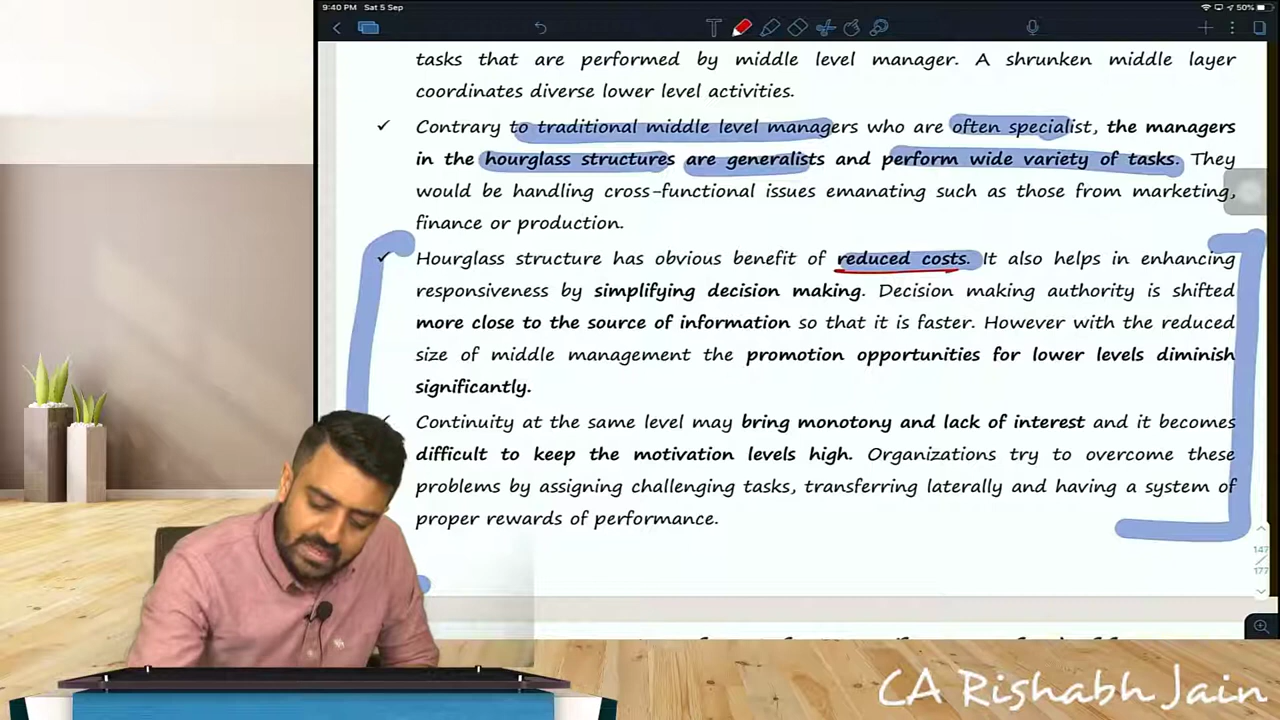 9:40 PM Sat 5 Sep
50%
tasks that are performed by middle level manager. A shrunken middle layer
coordinates diverse lower level activities.
✓ Contrary to traditional middle level managers who are often specialist, the managers
in the hourglass structures are generalists and perform wide variety of tasks. They
would be handling cross-functional issues emanating such as those from marketing,
finance or production.
✓ Hourglass structure has obvious benefit of reduced costs. It also helps in enhancing
responsiveness by simplifying decision making. Decision making authority is shifted
more close to the source of information so that it is faster. However with the reduced
size of middle management the promotion opportunities for lower levels diminish
significantly.
Continuity at the same level may bring monotony and lack of interest and it becomes
difficult to keep the motivation levels high. Organizations try to overcome these
problems by assigning challenging tasks, transferring laterally and having a system of
proper rewards of performance.
147
/
177
CA Rishabh Jain